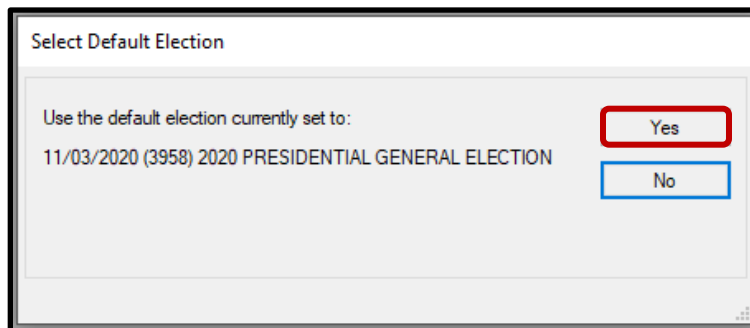 Select Default Election
Use the default election currently set to:
Yes
11/03/2020 (3958) 2020 PRESIDENTIAL GENERAL ELECTION
No